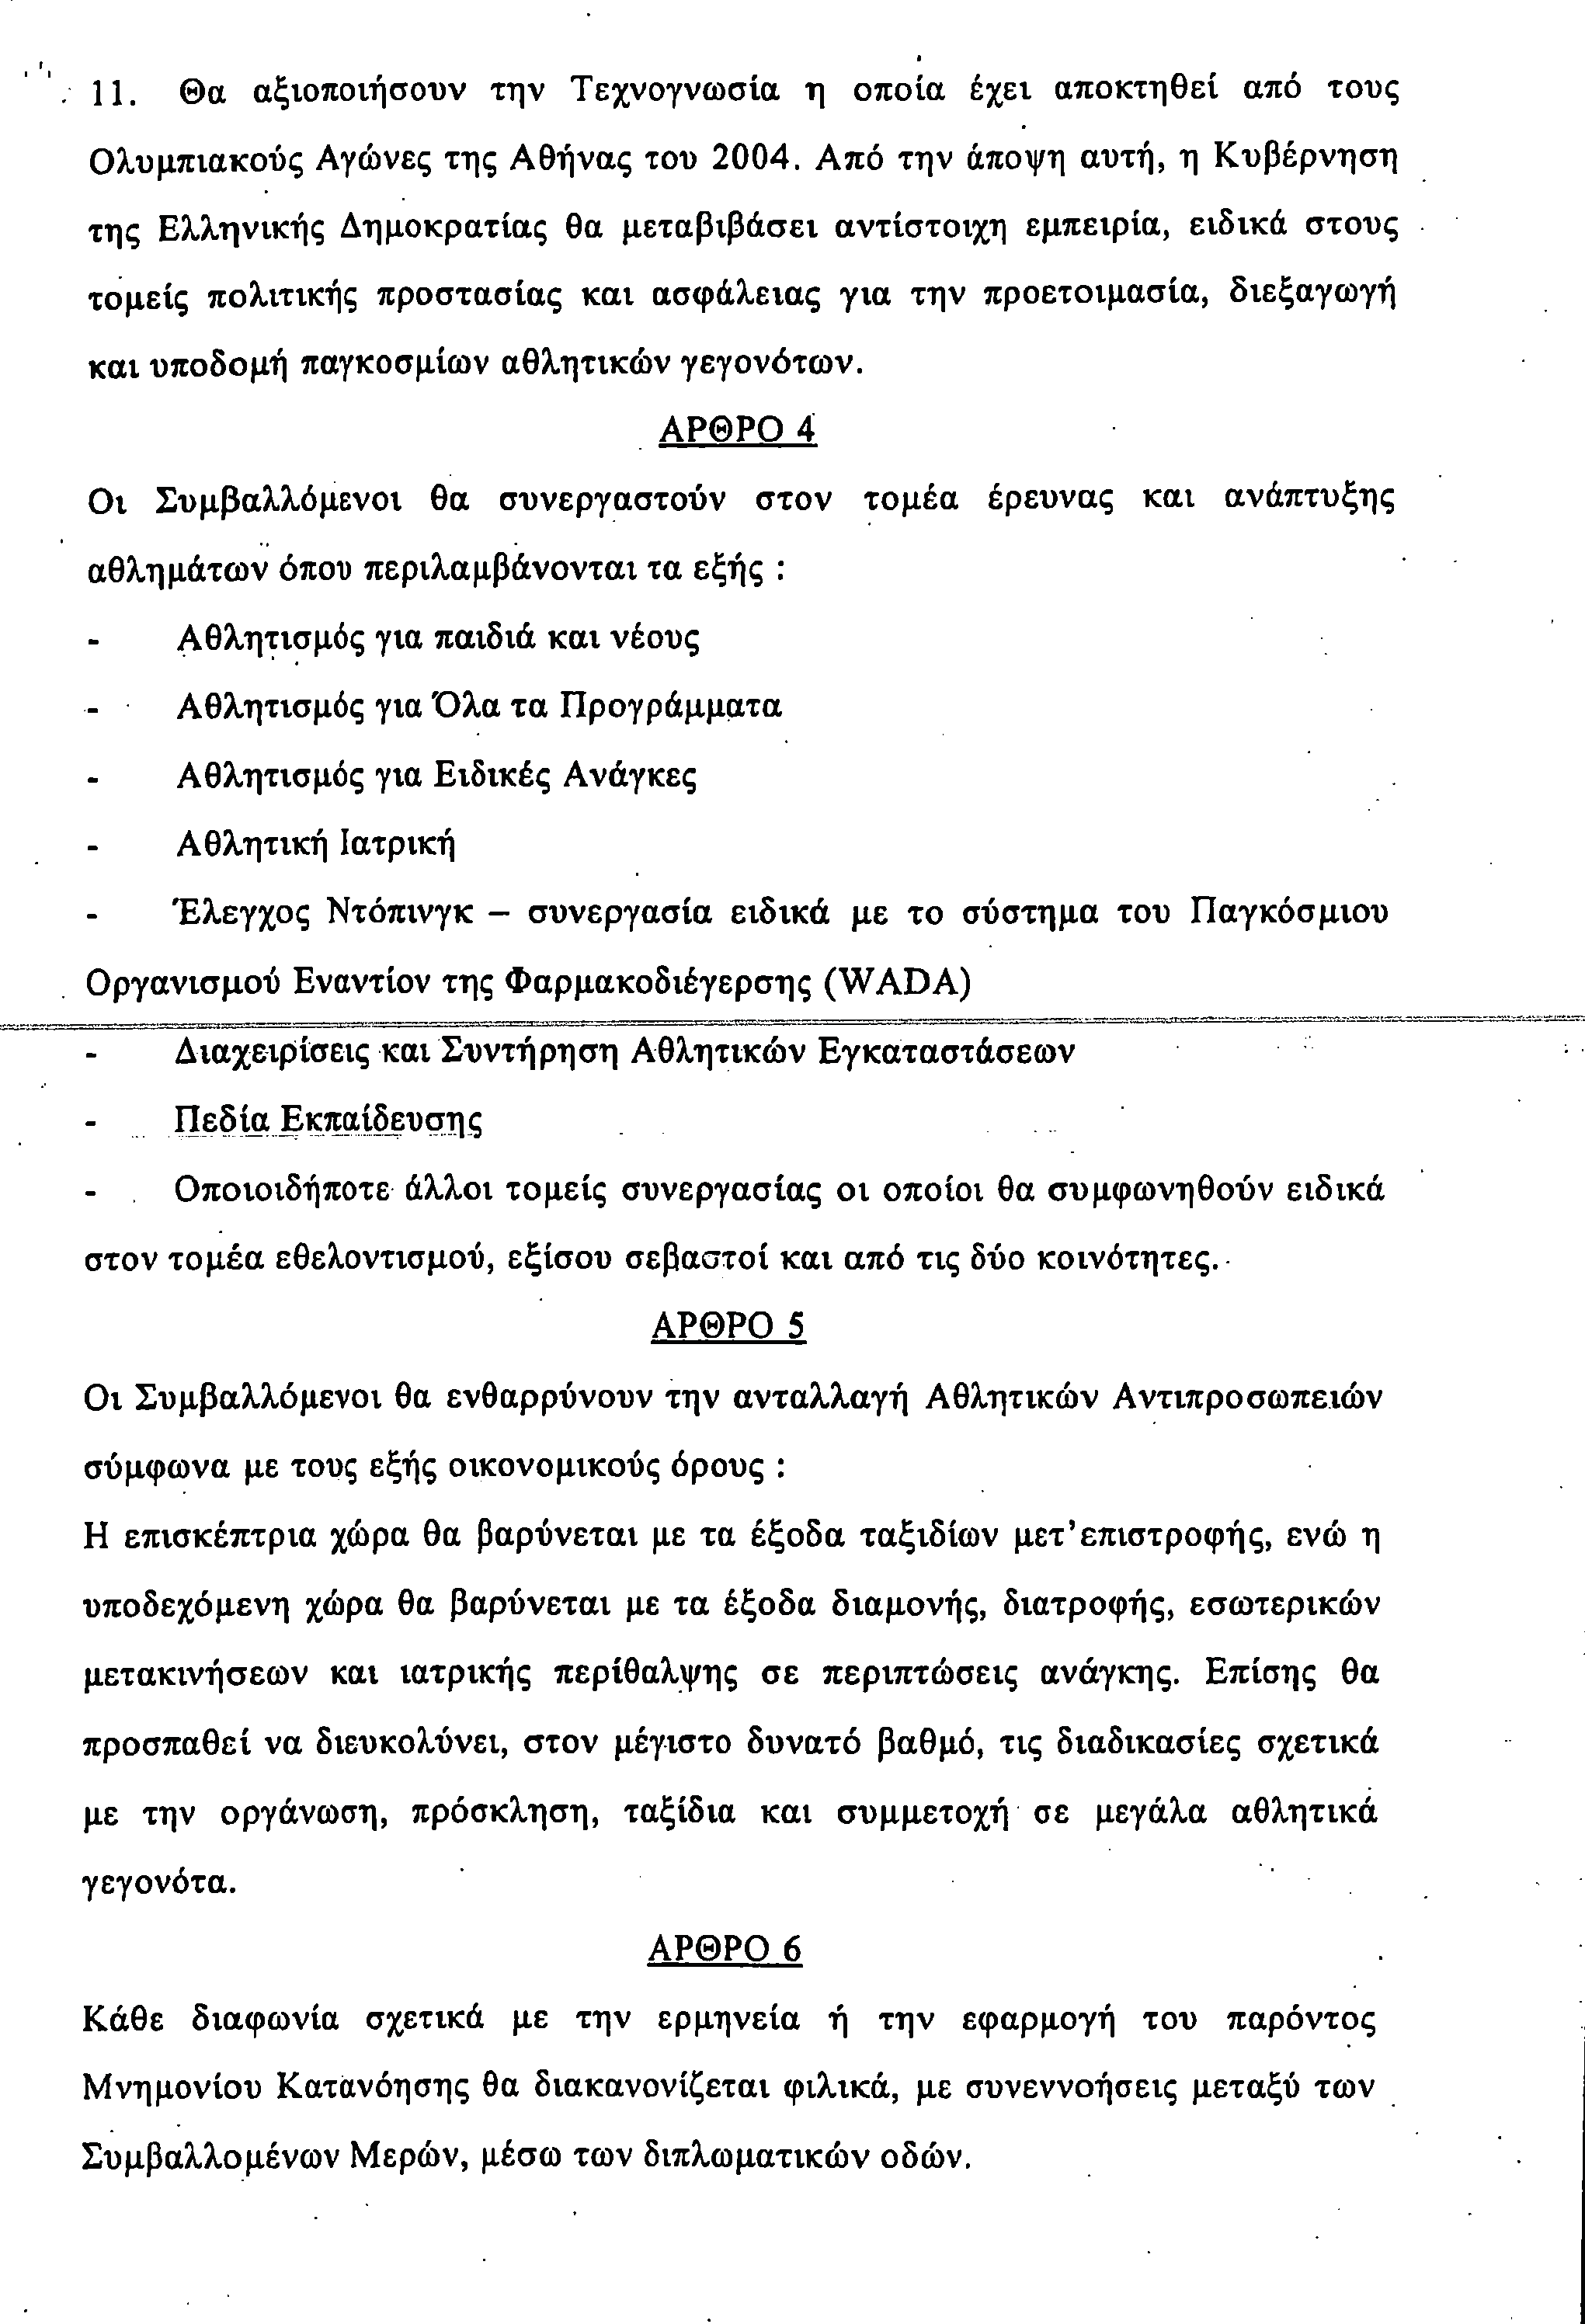 11. Θα αξιοποιήσουν την Τεχνογνωσία η οποία έχει αποκτηθεί από τους
Ολυμπιακούς Αγώνες της Αθήνας του 2004. Από την άποψη αυτή, η Κυβέρνηση
της Ελληνικής Δημοκρατίας θα μεταβιβάσει αντίστοιχη εμπειρία, ειδικά στους
τομείς πολιτικής προστασίας και ασφάλειας για την προετοιμασία, διεξαγωγή
και υποδομή παγκοσμίων αθλητικών γεγονότων.
ΑΡΘΡΟ 4
Οι Συμβαλλόμενοι θα συνεργαστούν στον τομέα έρευνας και ανάπτυξης
αθλημάτων όπου περιλαμβάνονται τα εξής :
- Αθλητισμός για παιδιά και νέους
- Αθλητισμός για Όλα τα Προγράμματα
- Αθλητισμός για Ειδικές Ανάγκες
- Αθλητική Ιατρική
- Έλεγχος Ντόπινγκ – συνεργασία ειδικά με το σύστημα του Παγκόσμιου
Οργανισμού Εναντίον της Φαρμακοδιέγερσης (WADA)
- Διαχειρίσεις και Συντήρηση Αθλητικών Εγκαταστάσεων
- Πεδία Εκπαίδευσης
- Οποιοιδήποτε άλλοι τομείς συνεργασίας οι οποίοι θα συμφωνηθούν ειδικά
στον τομέα εθελοντισμού, εξίσου σεβαστοί και από τις δύο κοινότητες.
ΑΡΘΡΟ 5
Οι Συμβαλλόμενοι θα ενθαρρύνουν την ανταλλαγή Αθλητικών Αντιπροσωπειών
σύμφωνα με τους εξής οικονομικούς όρους :
Η επισκέπτρια χώρα θα βαρύνεται με τα έξοδα ταξιδίων μετ’επιστροφής, ενώ η
υποδεχόμενη χώρα θα βαρύνεται με τα έξοδα διαμονής, διατροφής, εσωτερικών
μετακινήσεων και ιατρικής περίθαλψης σε περιπτώσεις ανάγκης. Επίσης θα
προσπαθεί να διευκολύνει, στον μέγιστο δυνατό βαθμό, τις διαδικασίες σχετικά
με την οργάνωση, πρόσκληση, ταξίδια και συμμετοχή σε μεγάλα αθλητικά
γεγονότα.
ΑΡΘΡΟ 6
Κάθε διαφωνία σχετικά με την ερμηνεία ή την εφαρμογή του παρόντος
Μνημονίου Κατανόησης θα διακανονίζεται φιλικά, με συνεννοήσεις μεταξύ των
Συμβαλλομένων Μερών, μέσω των διπλωματικών οδών.